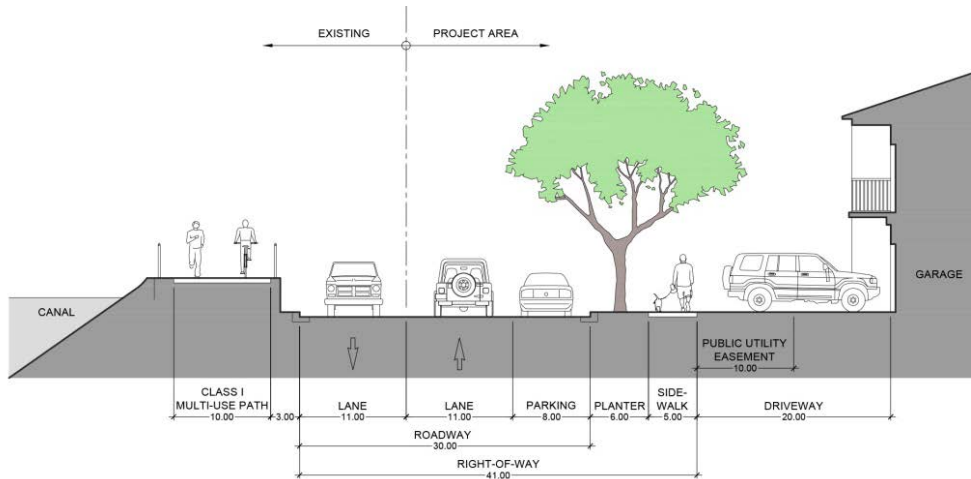 EXISTING
PROJECT AREA
CANAL
GARAGE
PUBLIC UTILITY
EASEMENT
10.00
CLASS I
MULTI-USE PATH
10.00
3.00
LANE
11.00
LANE
11.00
PARKING
8.00
PLANTER
6.00
SIDE-
WALK
5.00
DRIVEWAY
20.00
ROADWAY
30.00
RIGHT-OF-WAY
41.00